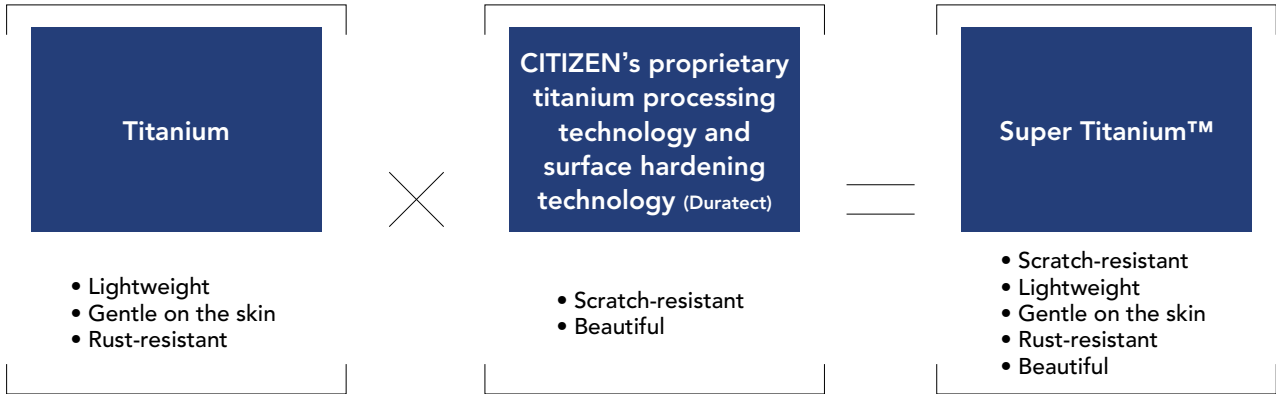 Titanium
• Lightweight
• Gentle on the skin
• Rust-resistant
CITIZEN’s proprietary
titanium processing
technology and
surface hardening
technology (Duratect)
• Scratch-resistant
• Beautiful
Super Titanium™
• Scratch-resistant
• Lightweight
• Gentle on the skin
• Rust-resistant
• Beautiful